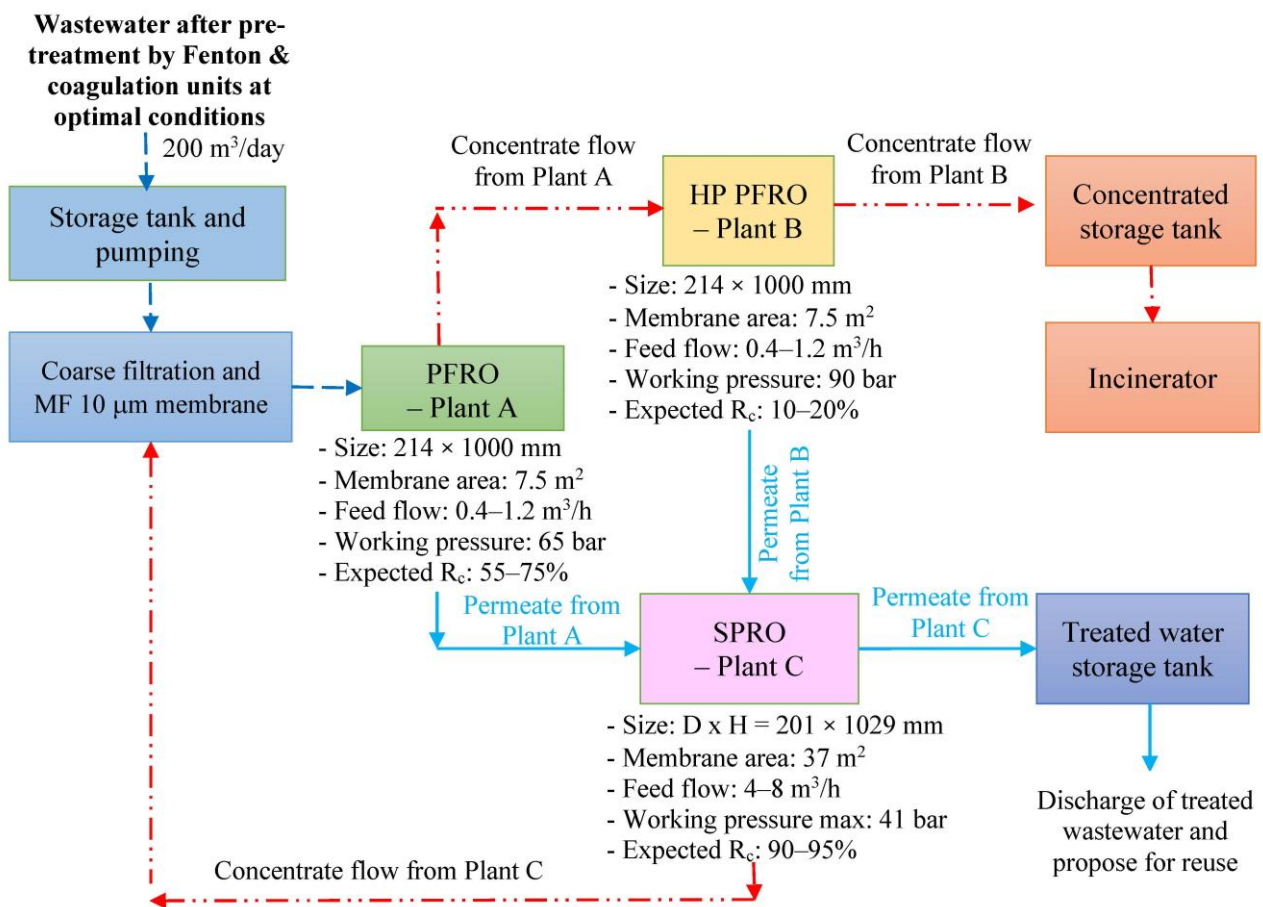 Wastewater after pre-
treatment by Fenton &
coagulation units at
optimal conditions
200 m³/day
Storage tank and
pumping
Coarse filtration and
MF 10 μm membrane
PFRO
– Plant A
- Size: 214 × 1000 mm
- Membrane area: 7.5 m²
- Feed flow: 0.4–1.2 m³/h
- Working pressure: 65 bar
- Expected R꜀: 55–75%
Concentrate flow
from Plant A
HP PFRO
– Plant B
- Size: 214 × 1000 mm
- Membrane area: 7.5 m²
- Feed flow: 0.4–1.2 m³/h
- Working pressure: 90 bar
- Expected R꜀: 10–20%
Concentrate flow
from Plant B
Concentrated
storage tank
Incinerator
Permeate
from Plant B
Permeate from
Plant A
SPRO
– Plant C
- Size: D x H = 201 × 1029 mm
- Membrane area: 37 m²
- Feed flow: 4–8 m³/h
- Working pressure max: 41 bar
- Expected R꜀: 90–95%
Permeate from
Plant C
Treated water
storage tank
Discharge of treated
wastewater and
propose for reuse
Concentrate flow from Plant C